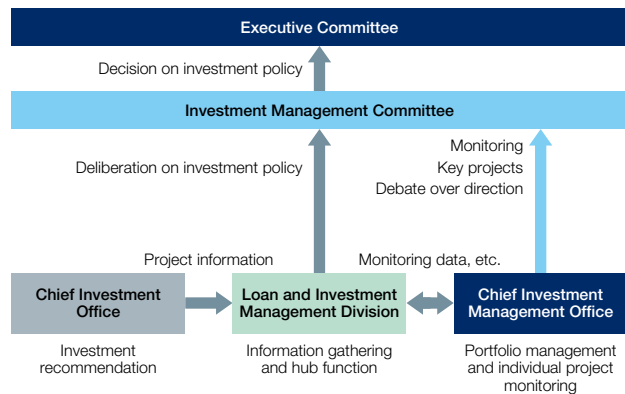 Executive Committee
Decision on investment policy
Investment Management Committee
Deliberation on investment policy
Monitoring
Key projects
Debate over direction
Project information
Monitoring data, etc.
Chief Investment
Office
Loan and Investment
Management Division
Chief Investment
Management Office
Investment
recommendation
Information gathering
and hub function
Portfolio management
and individual project
monitoring